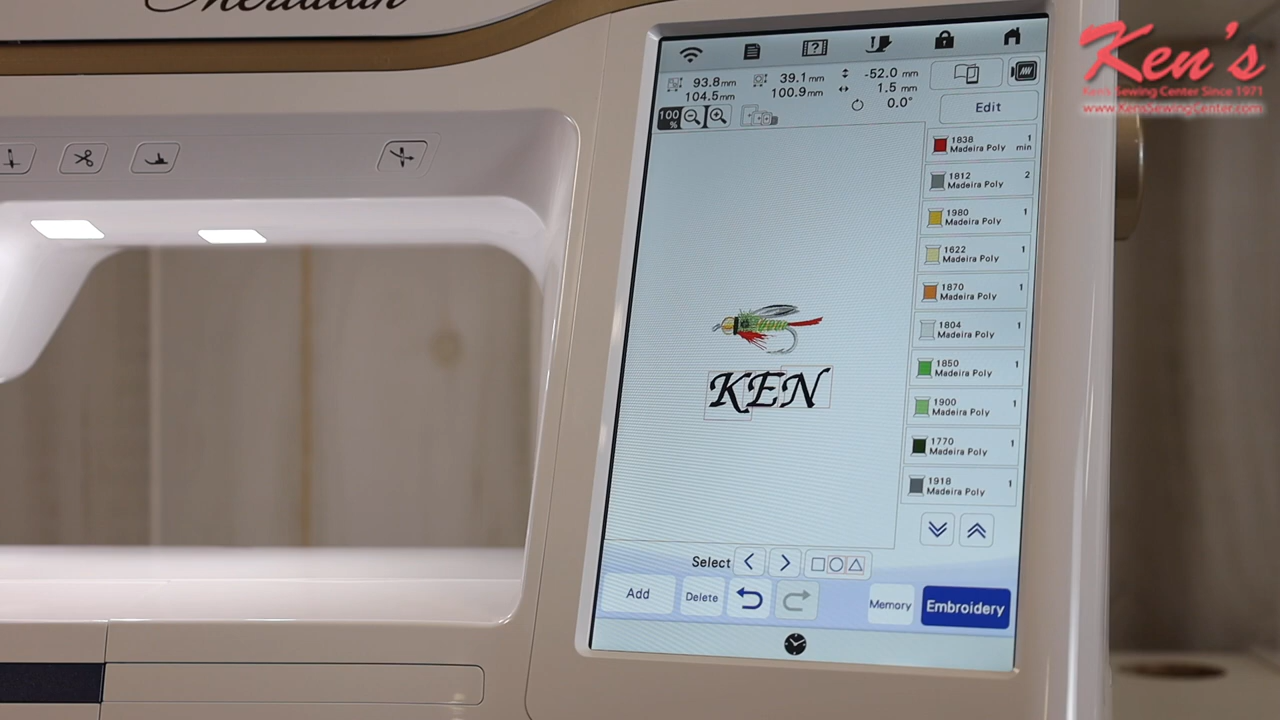 Meridian
Ken's
Ken's Sewing Center Since 1971
www.KensSewingCenter.com
93.8mm
104.5mm
39.1mm
100.9mm
-52.0 mm
1.5 mm
0.0°
100
%
Edit
1838 1
Madeira Poly min
1812 2
Madeira Poly
1980 1
Madeira Poly
1622 1
Madeira Poly
1870 1
Madeira Poly
1804 1
Madeira Poly
1850 1
Madeira Poly
1900 1
Madeira Poly
1770 1
Madeira Poly
1918 1
Madeira Poly
KEN
Select
Add
Delete
Memory
Embroidery